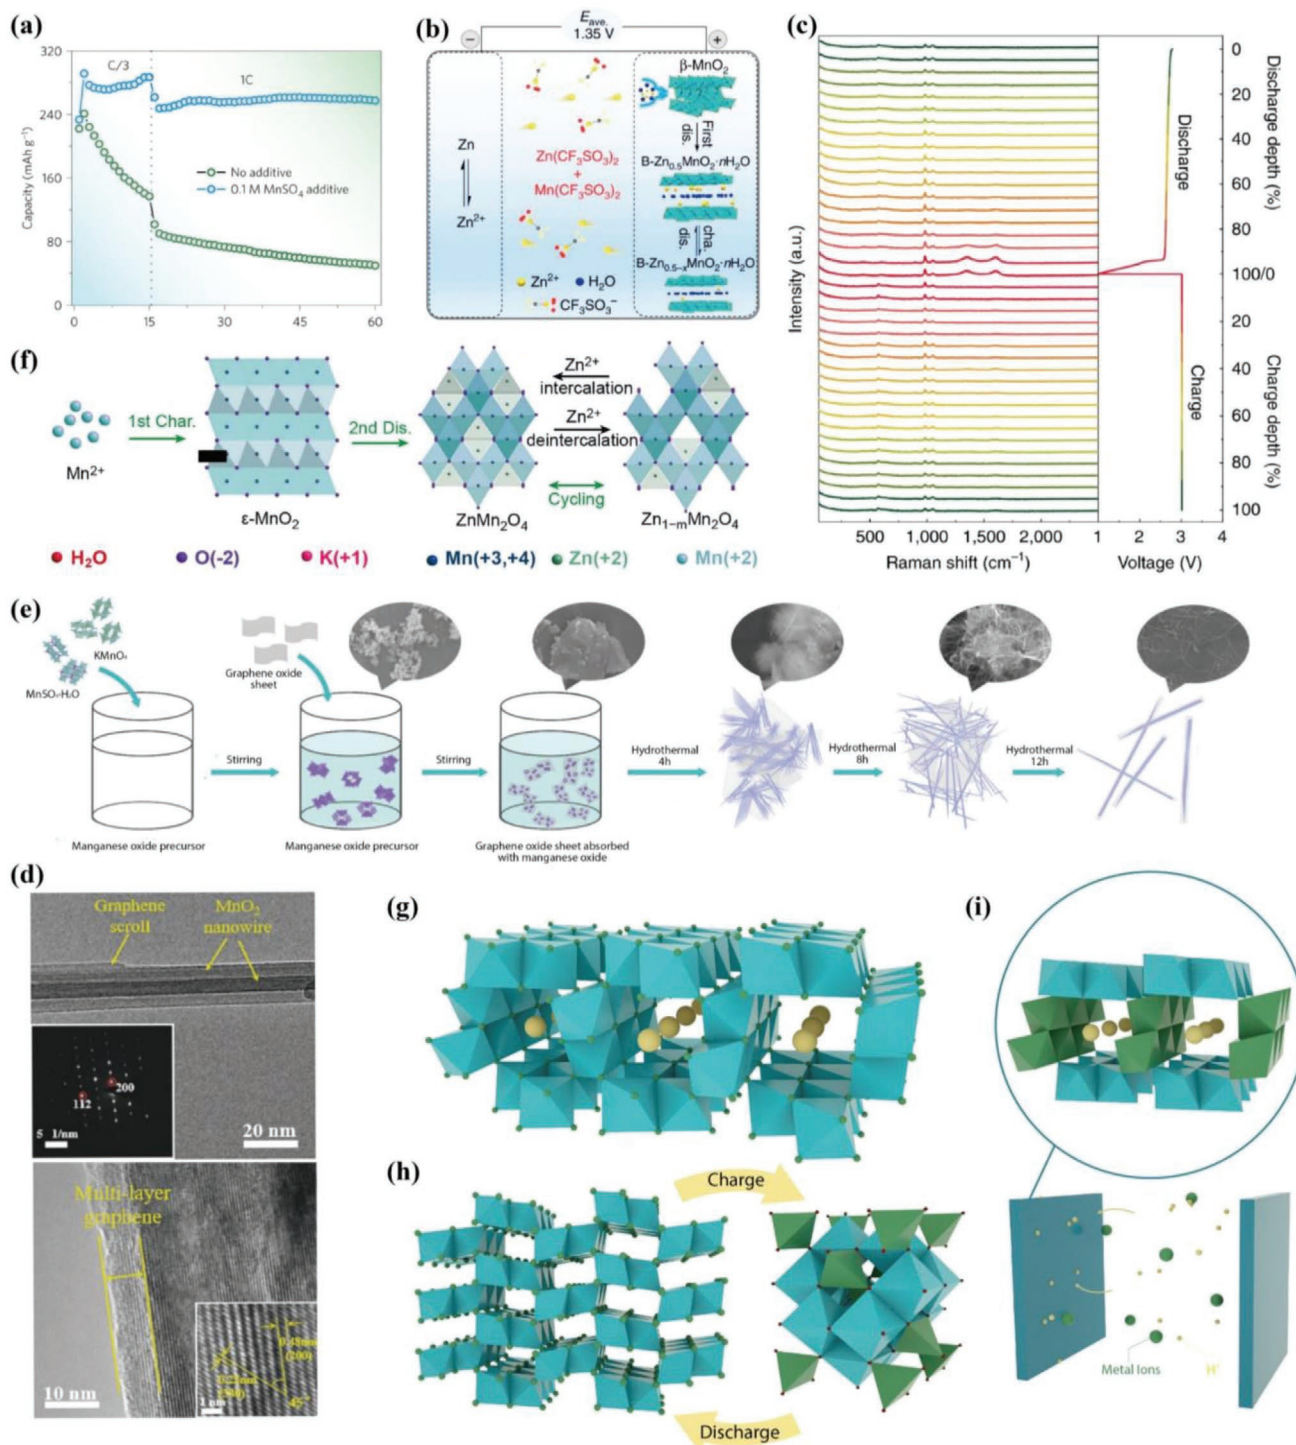 (a)
320
240
160
80
0
Capacity (mAh g⁻¹)
C/3
1C
No additive
0.1 M MnSO₄ additive
0
15
30
45
60
(b)
Eave.
1.35 V
−
+
β-MnO₂
Zn
Zn²⁺
Zn(CF₃SO₃)₂
+
Mn(CF₃SO₃)₂
First
dis.
B-Zn₀.₅MnO₂·nH₂O
cha.
dis.
B-Zn₀.₅₋ₓMnO₂·nH₂O
Zn²⁺
H₂O
CF₃SO₃⁻
(c)
Intensity (a.u.)
500
1,000
1,500
2,000
Raman shift (cm⁻¹)
1
2
3
4
Voltage (V)
Discharge
Charge
0
20
40
60
80
100/0
20
40
60
80
100
Discharge depth (%)
Charge depth (%)
(f)
Mn²⁺
1st Char.
ε-MnO₂
2nd Dis.
ZnMn₂O₄
Zn²⁺
intercalation
Zn²⁺
deintercalation
Cycling
Zn₁₋ₘMn₂O₄
H₂O
O(-2)
K(+1)
Mn(+3,+4)
Zn(+2)
Mn(+2)
(e)
KMnO₄
MnSO₄·H₂O
Manganese oxide precursor
Stirring
Graphene oxide
sheet
Manganese oxide precursor
Stirring
Graphene oxide sheet absorbed
with manganese oxide
Hydrothermal
4h
Hydrothermal
8h
Hydrothermal
12h
(d)
Graphene
scroll
MnO₂
nanowire
200
112
5 1/nm
20 nm
Multi-layer
graphene
10 nm
0.48nm
(200)
45°
1 nm
(g)
(h)
Charge
Discharge
(i)
Metal Ions
H⁺